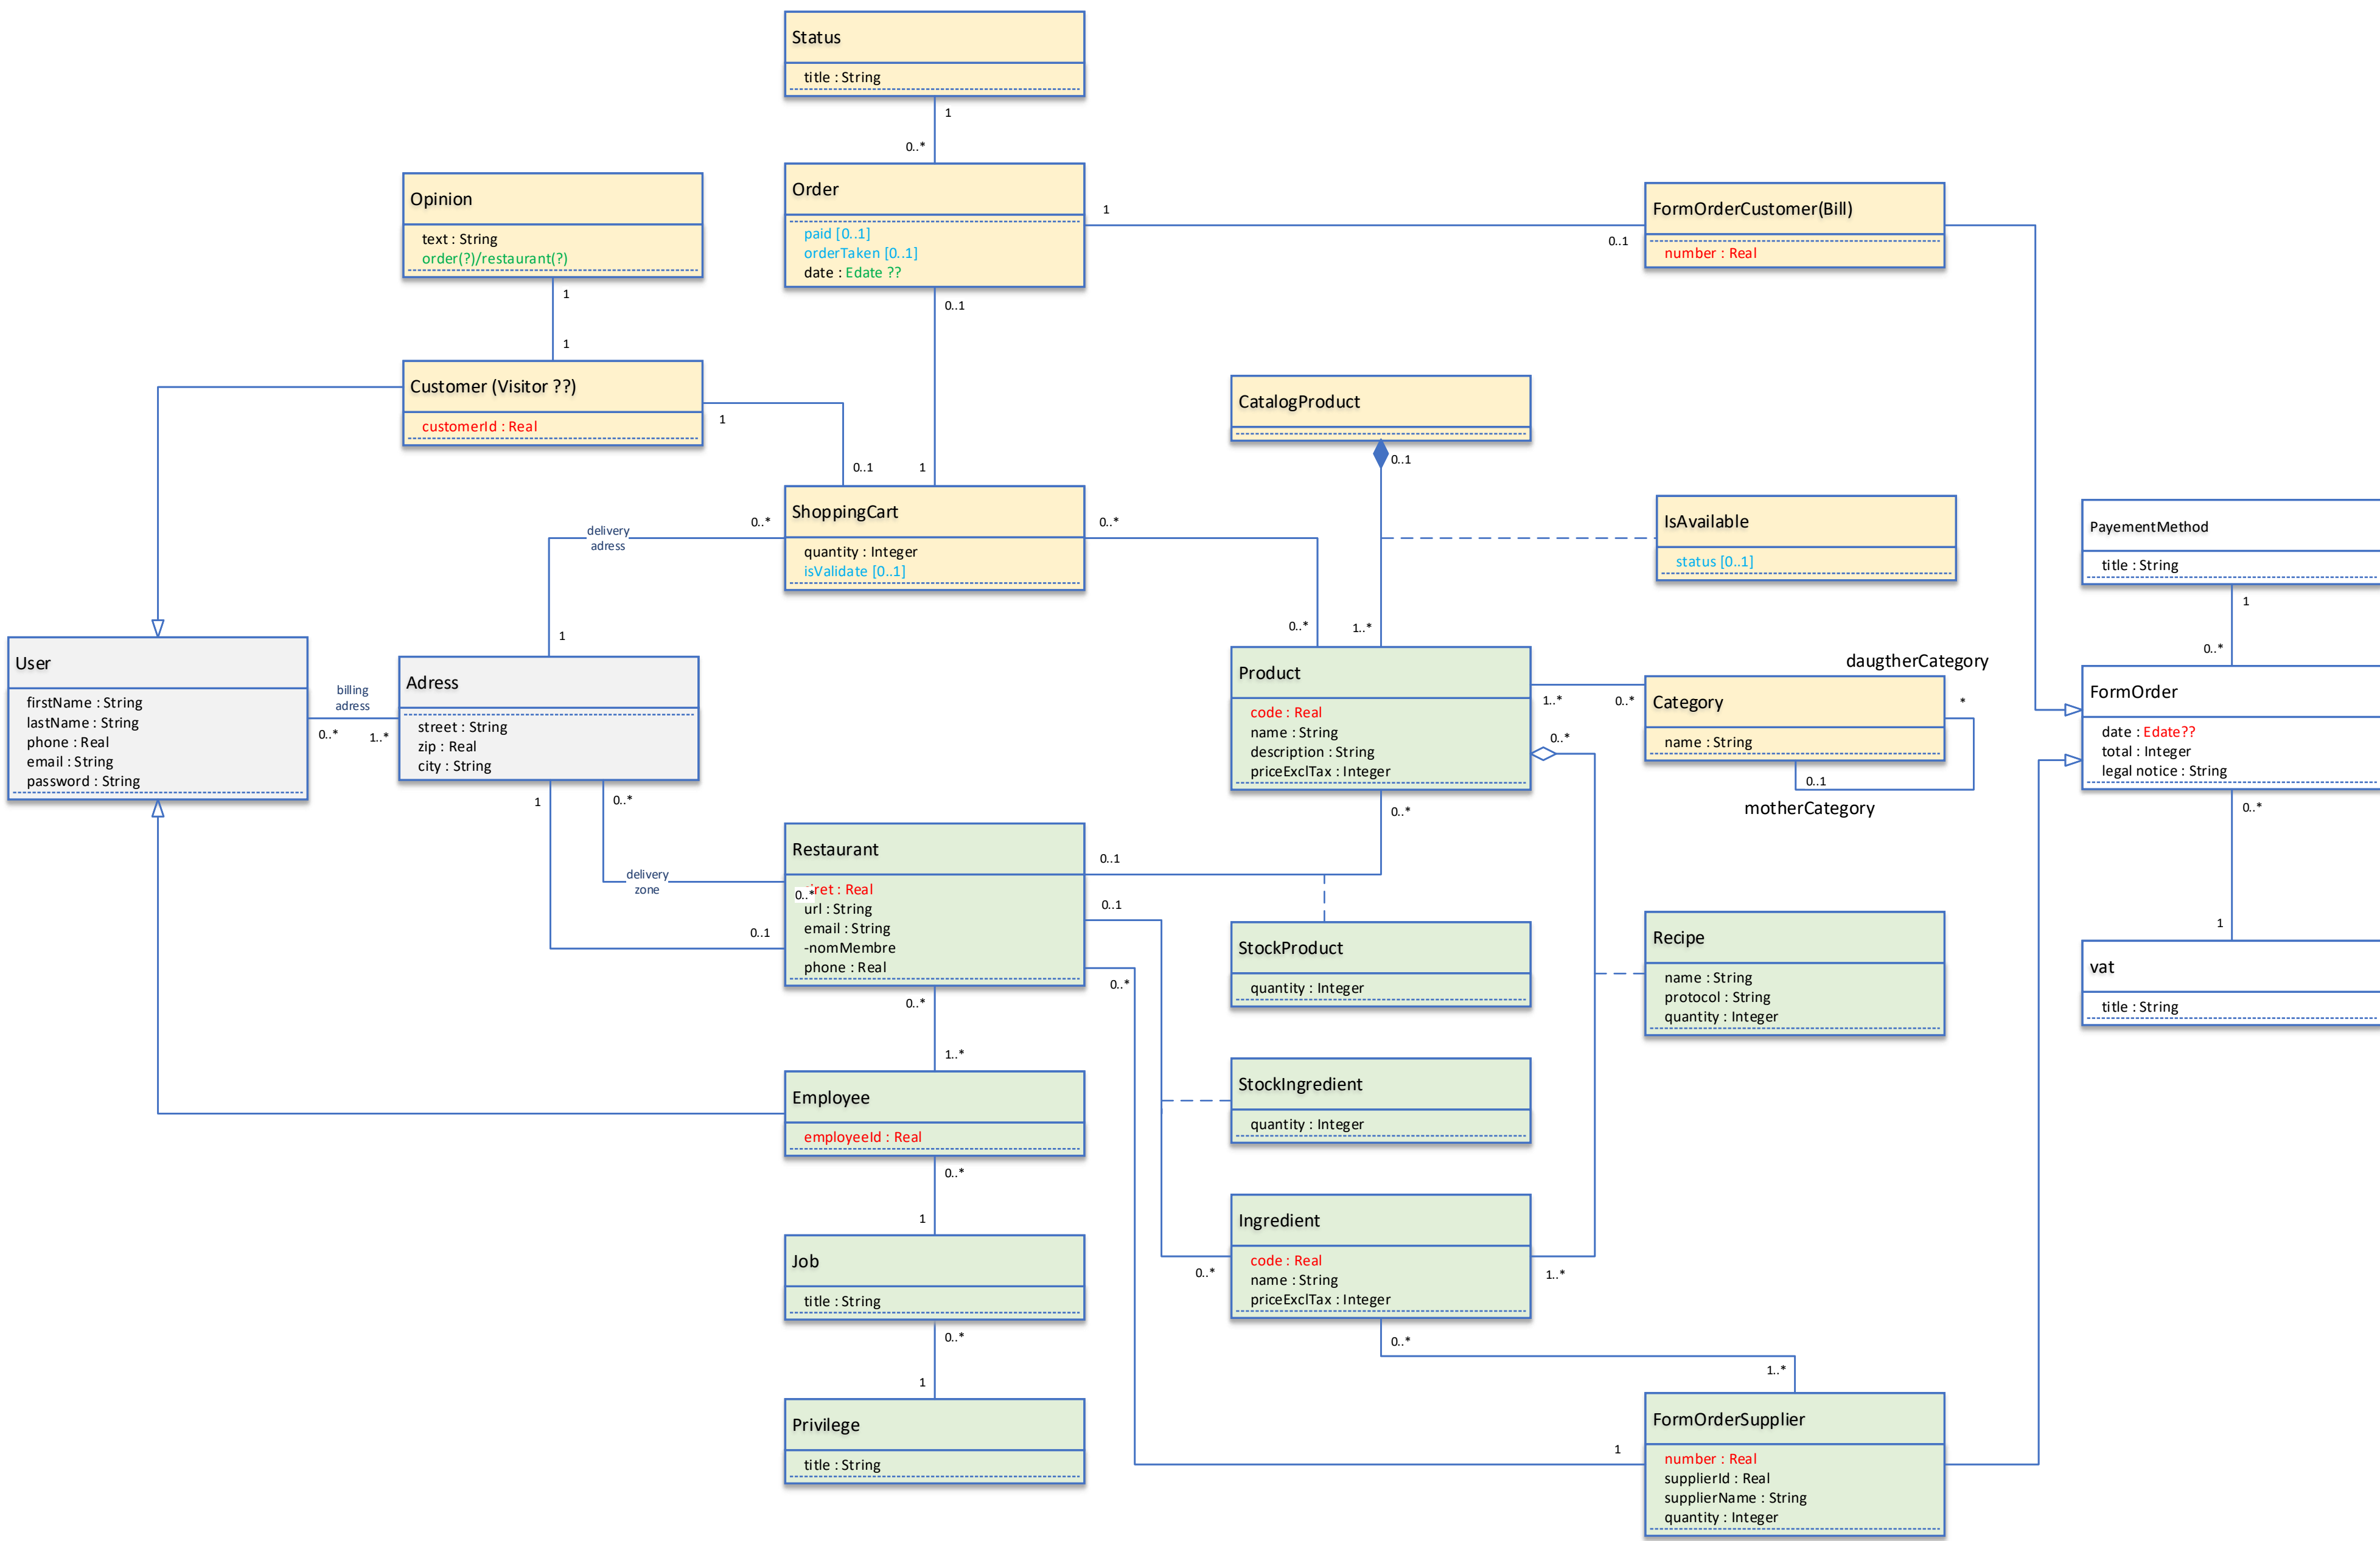 Status
title : String
1
0..*
Order
paid [0..1]
orderTaken [0..1]
date : Edate ??
1
0..1
0..1
1
FormOrderCustomer(Bill)
number : Real
Opinion
text : String
order(?)/restaurant(?)
1
1
Customer (Visitor ??)
customerId : Real
1
0..1
CatalogProduct
0..1
1..*
ShoppingCart
quantity : Integer
isValidate [0..1]
0..*
delivery
adress
1
0..*
0..*
IsAvailable
status [0..1]
PayementMethod
title : String
1
0..*
User
firstName : String
lastName : String
phone : Real
email : String
password : String
billing
adress
0..*
1..*
Adress
street : String
zip : Real
city : String
1
0..*
Product
code : Real
name : String
description : String
priceExclTax : Integer
1..*
0..*
0..*
0..*
daugtherCategory
*
Category
name : String
0..1
motherCategory
FormOrder
date : Edate??
total : Integer
legal notice : String
0..*
1
vat
title : String
delivery
zone
0..*
0..1
Restaurant
: Real
url : String
email : String
-nomMembre
phone : Real
0..1
0..1
0..*
0..*
1..*
StockProduct
quantity : Integer
Recipe
name : String
protocol : String
quantity : Integer
Employee
employeeId : Real
0..*
1
StockIngredient
quantity : Integer
Job
title : String
0..*
1
Ingredient
code : Real
name : String
priceExclTax : Integer
0..*
1..*
0..*
1..*
Privilege
title : String
1
FormOrderSupplier
number : Real
supplierId : Real
supplierName : String
quantity : Integer